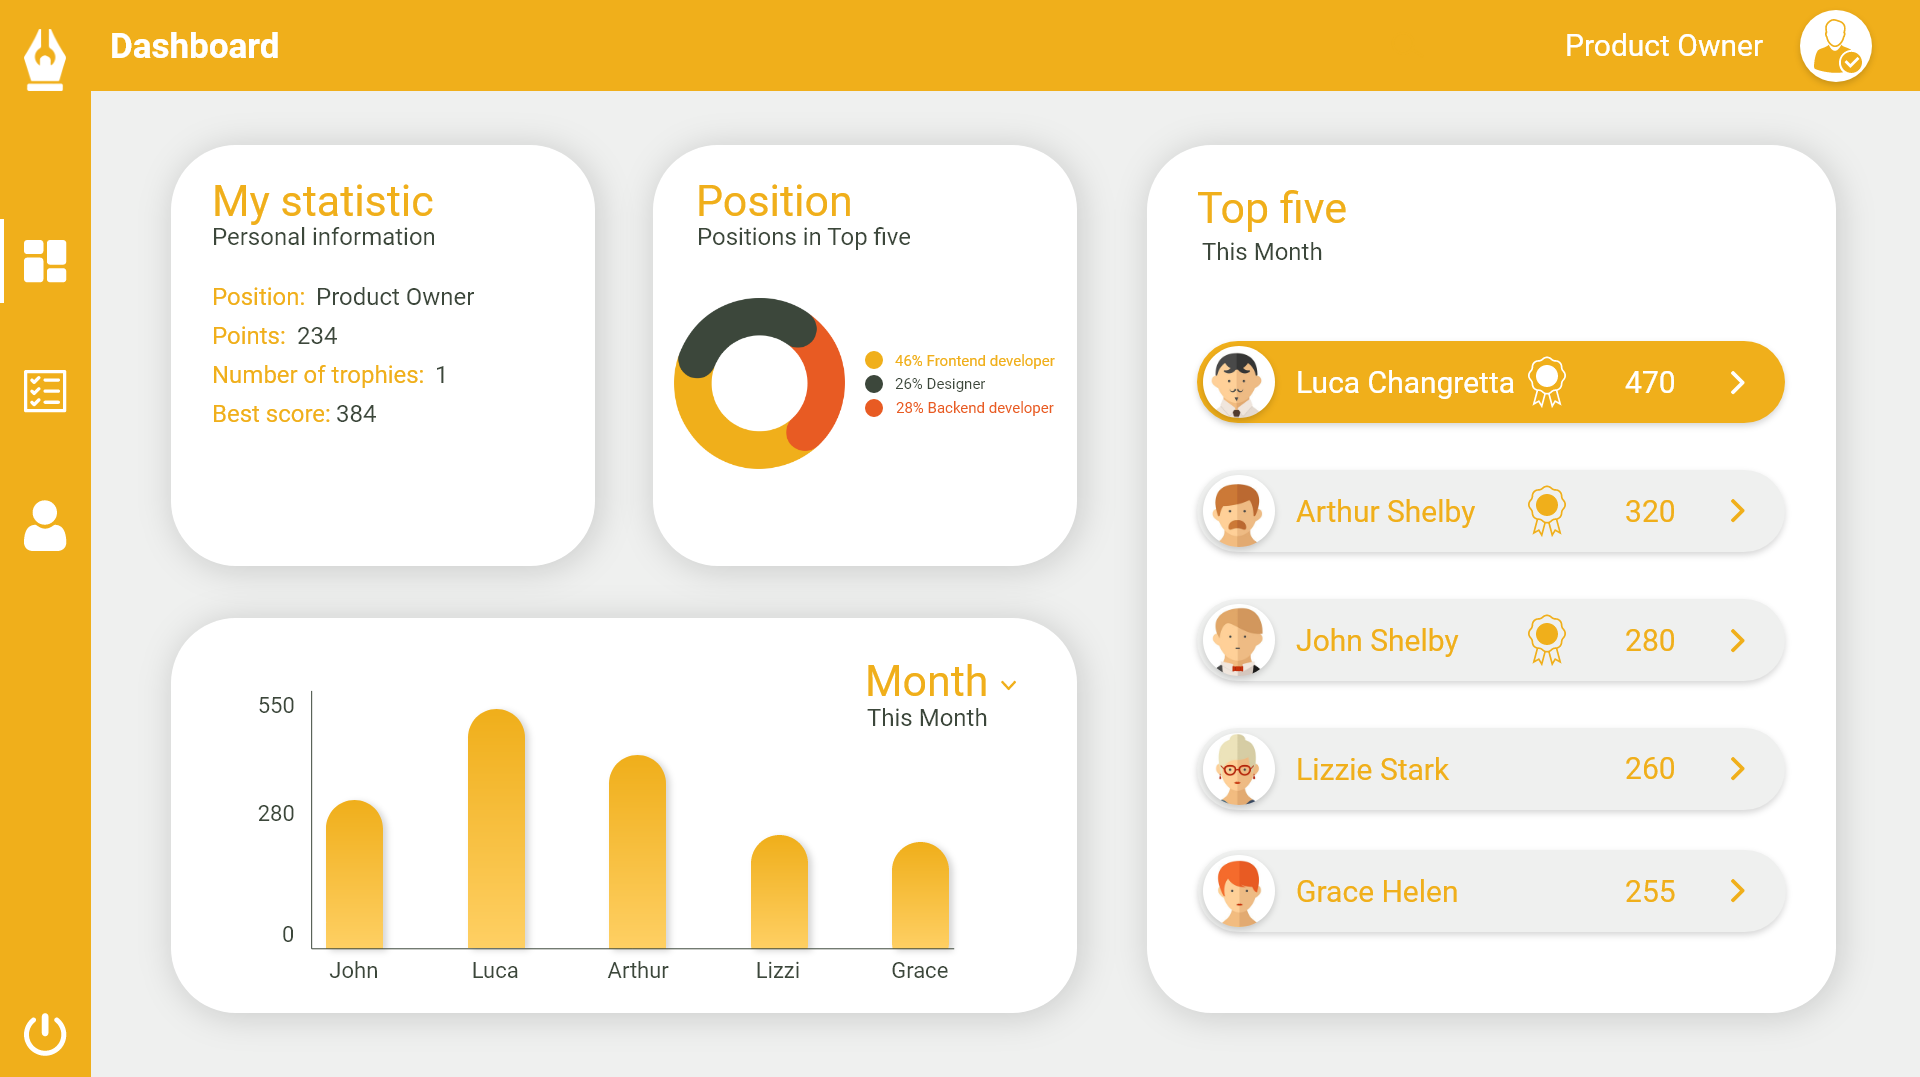 Dashboard
Product Owner
My statistic
Personal information
Position: Product Owner
Points: 234
Number of trophies: 1
Best score: 384
Position
Positions in Top five
46% Frontend developer
26% Designer
28% Backend developer
Top five
This Month
Luca Changretta 470
Arthur Shelby 320
John Shelby 280
Lizzie Stark 260
Grace Helen 255
Month
This Month
550
280
0
John Luca Arthur Lizzi Grace